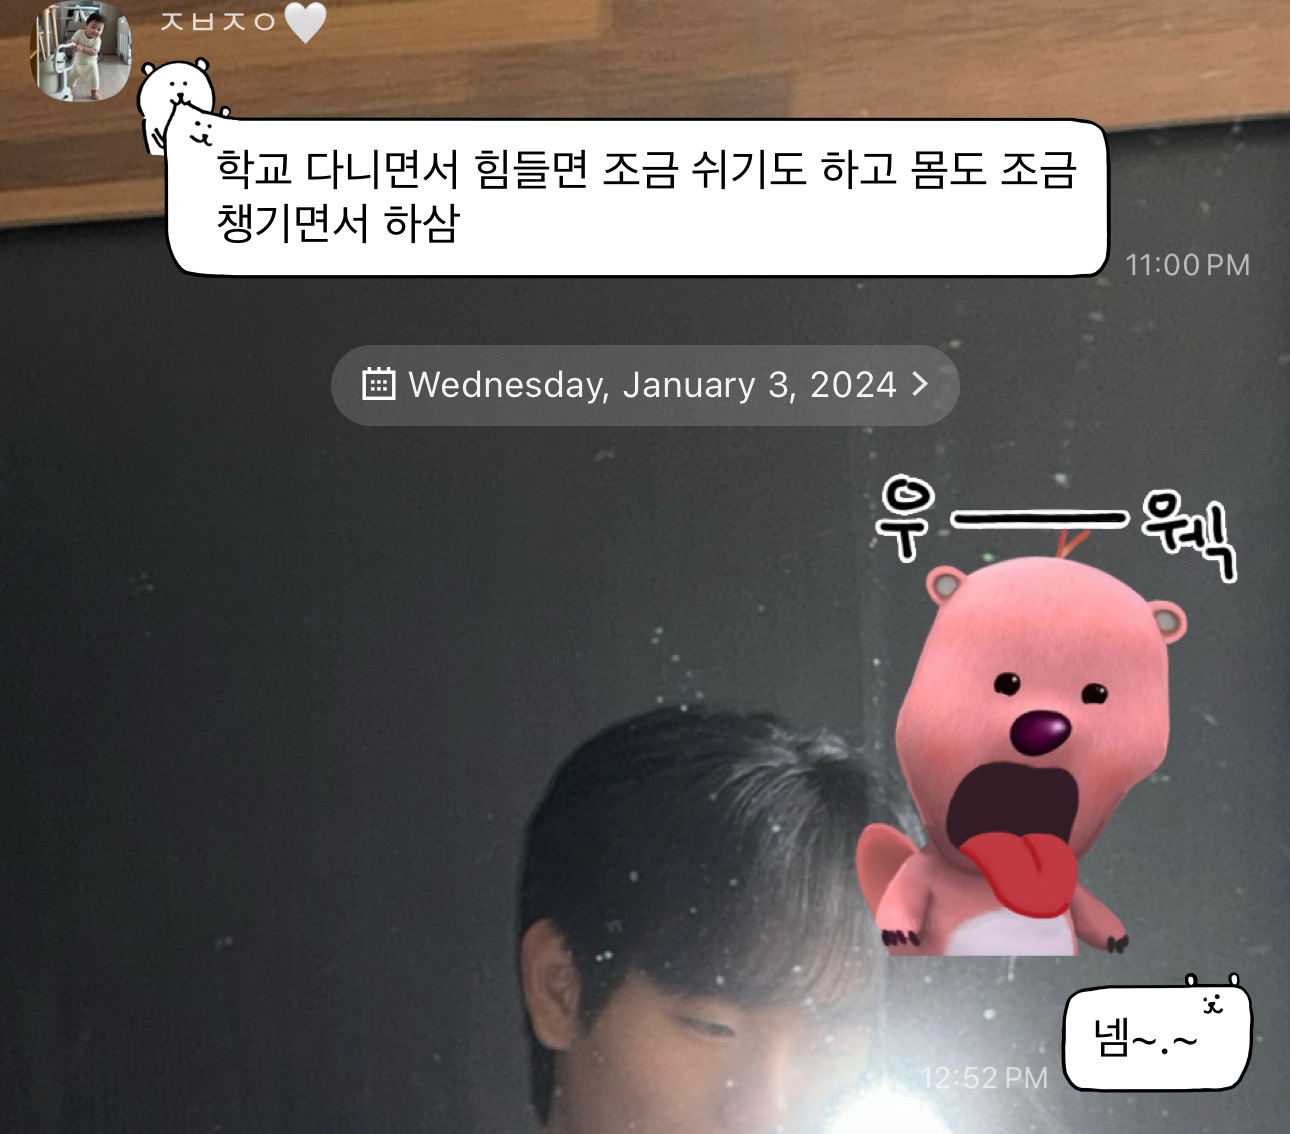 ㅈㅂㅈㅇ🤍
학교 다니면서 힘들면 조금 쉬기도 하고 몸도 조금
챙기면서 하삼
11:00 PM
Wednesday, January 3, 2024 >
우 — 웩
넴~.~
12:52 PM